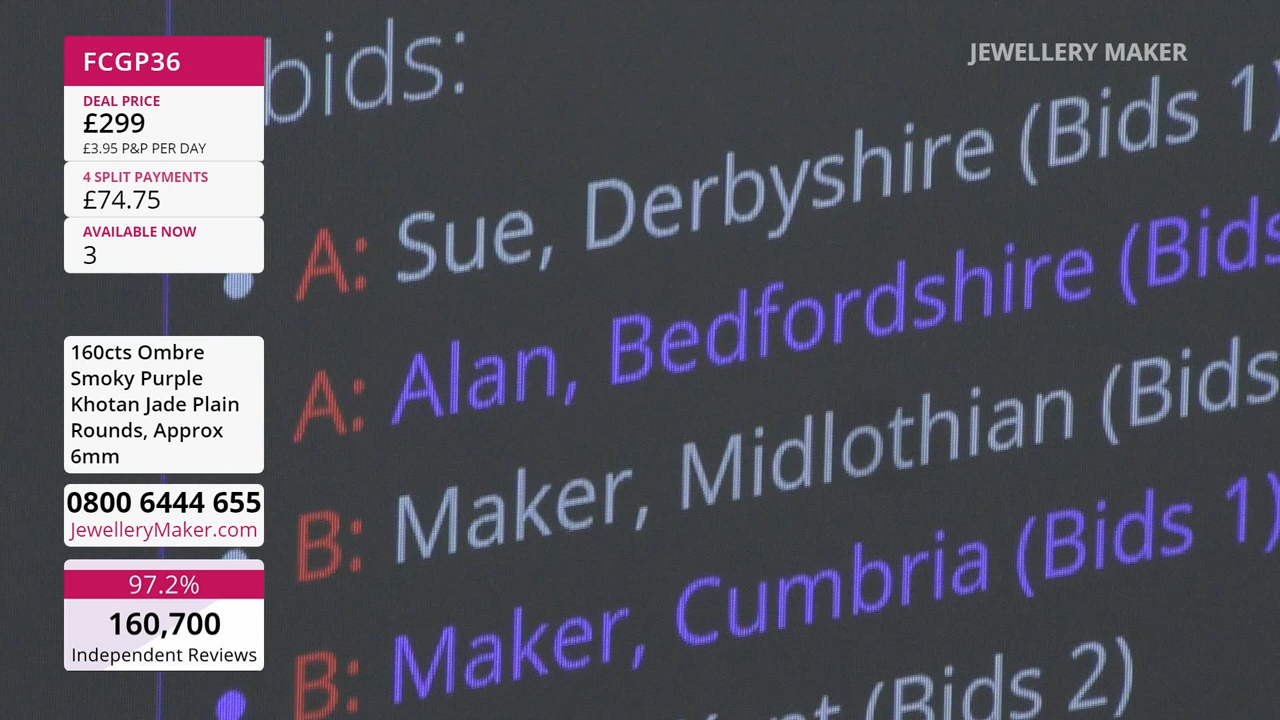 FCGP36
DEAL PRICE
£299
£3.95 P&P PER DAY
4 SPLIT PAYMENTS
£74.75
AVAILABLE NOW
3
160cts Ombre
Smoky Purple
Khotan Jade Plain
Rounds, Approx
6mm
0800 6444 655
JewelleryMaker.com
97.2%
160,700
Independent Reviews
JEWELLERY MAKER
bids:
A: Sue, Derbyshire (Bids 1)
A: Alan, Bedfordshire (Bids
B: Maker, Midlothian (Bids
B: Maker, Cumbria (Bids 1)
(Bids 2)